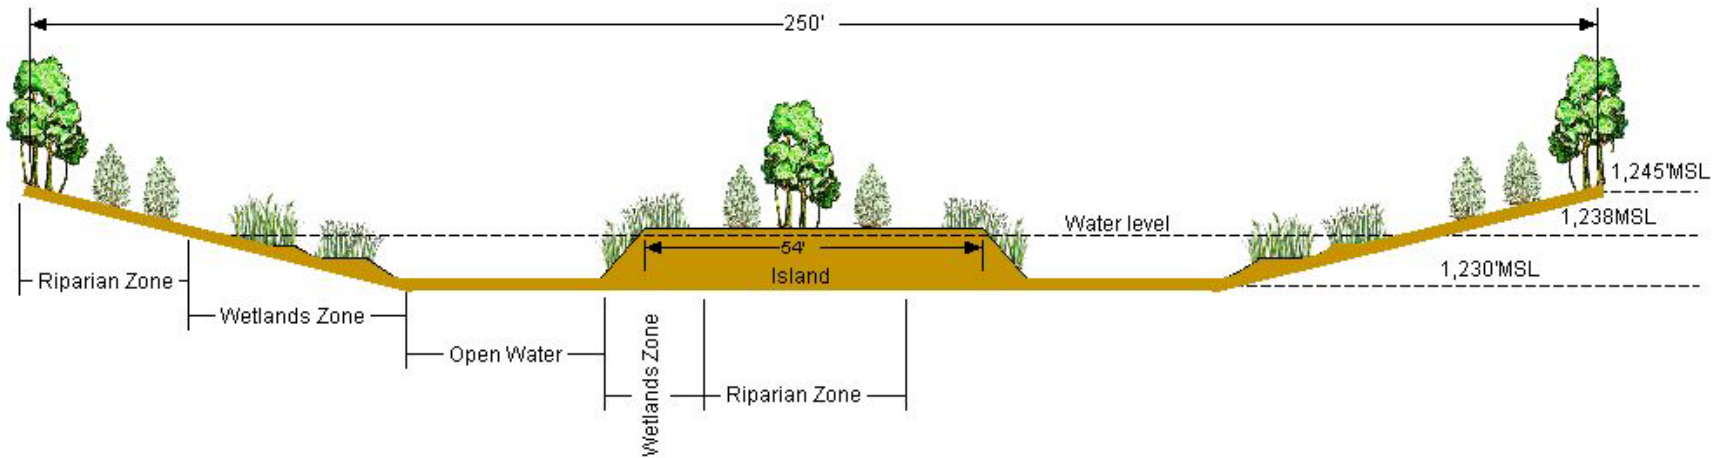 250'
1,245'MSL
1,238MSL
Water level
54'
Island
1,230'MSL
Riparian Zone
Wetlands Zone
Open Water
Wetlands Zone
Riparian Zone